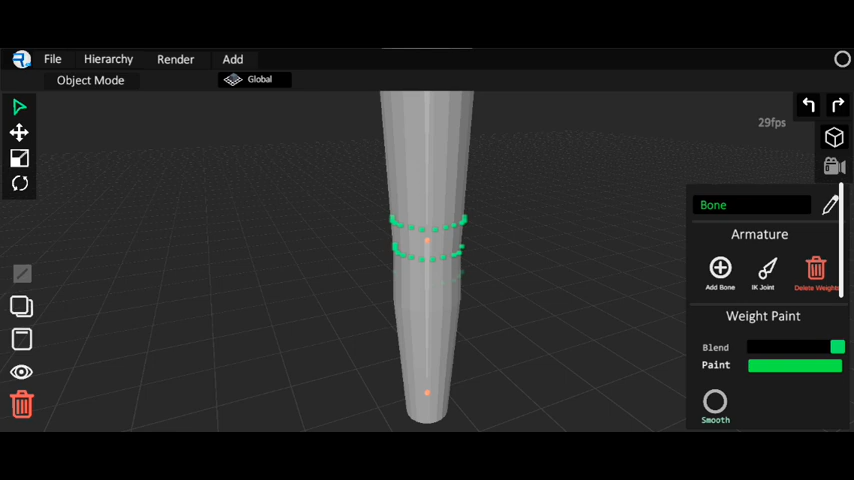 File Hierarchy Render Add
Object Mode Global
29fps
Bone
Armature
Add Bone IK Joint Delete Weights
Weight Paint
Blend
Paint
Smooth